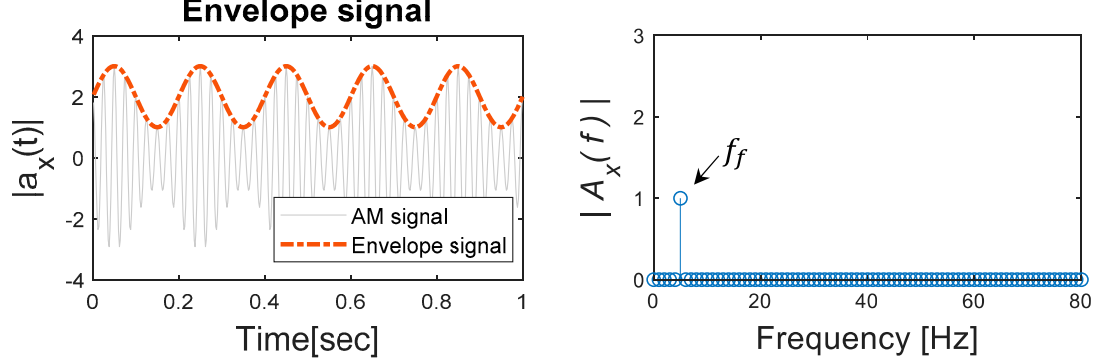 Envelope signal
|a_x(t)|
4
2
0
-2
-4
AM signal
Envelope signal
0
0.2
0.4
0.6
0.8
1
Time[sec]
| A_x( f ) |
3
2
1
0
f_f
0
20
40
60
80
Frequency [Hz]